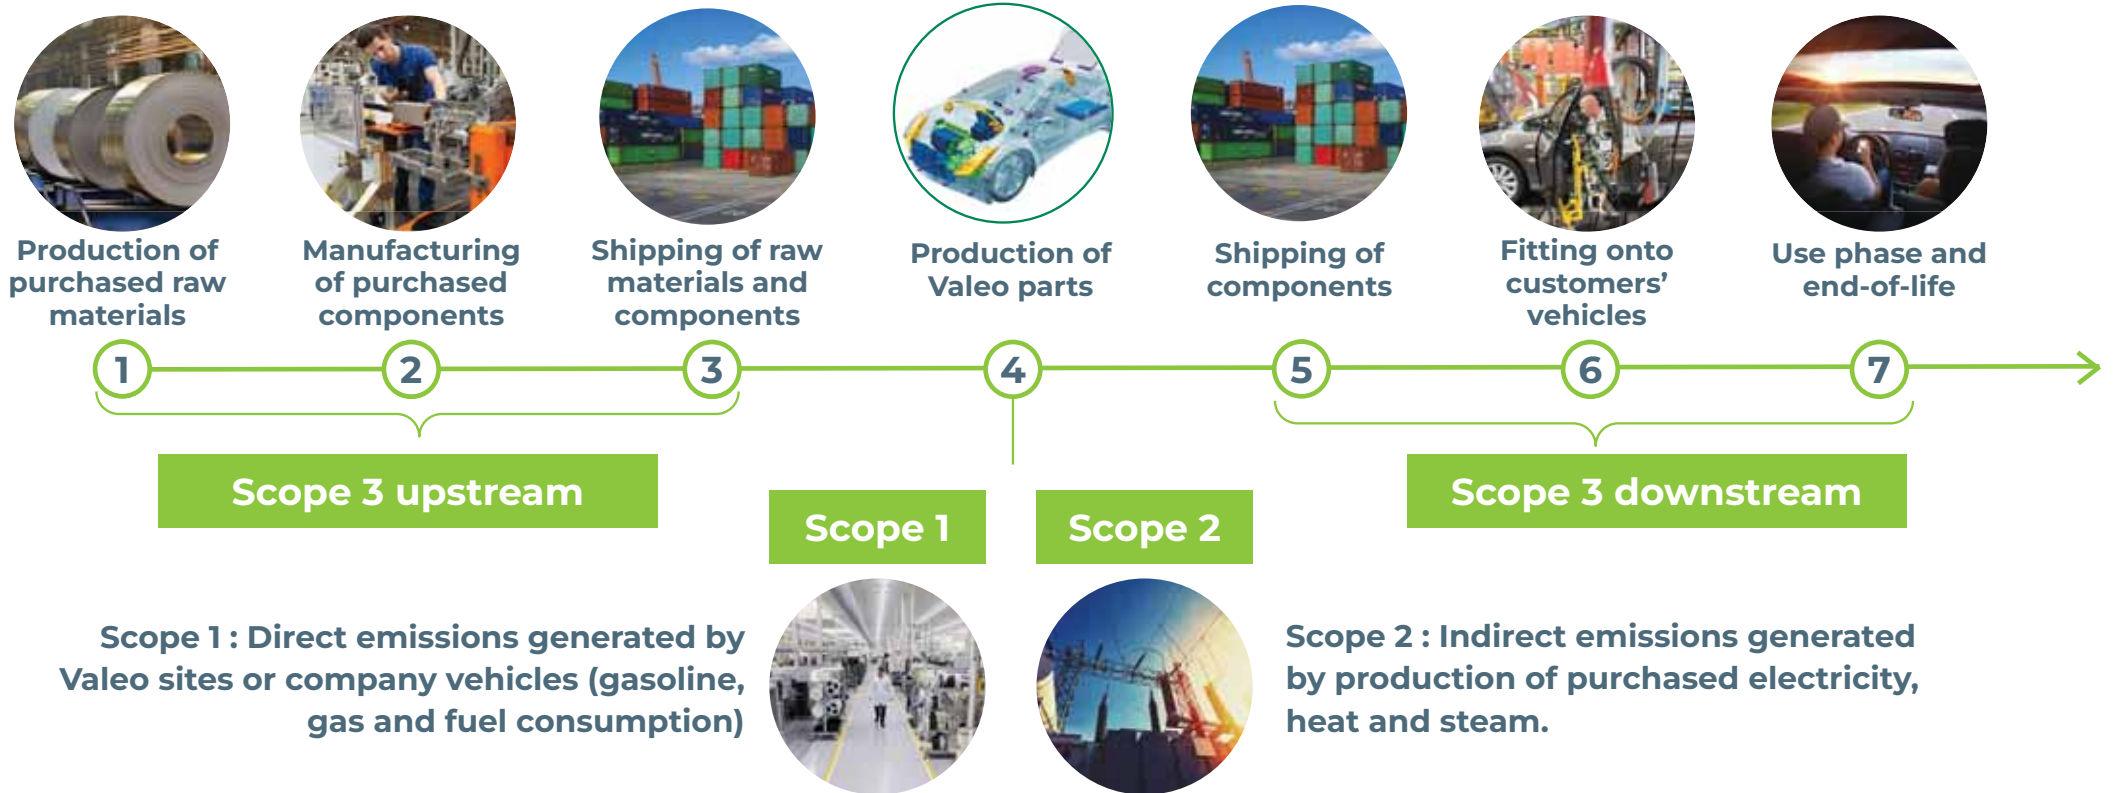 Production of
purchased raw
materials
Manufacturing
of purchased
components
Shipping of raw
materials and
components
Production of
Valeo parts
Shipping of
components
Fitting onto
customers’
vehicles
Use phase and
end-of-life
1
2
3
4
5
6
7
Scope 3 upstream
Scope 1
Scope 2
Scope 3 downstream
Scope 1 : Direct emissions generated by
Valeo sites or company vehicles (gasoline,
gas and fuel consumption)
Scope 2 : Indirect emissions generated
by production of purchased electricity,
heat and steam.